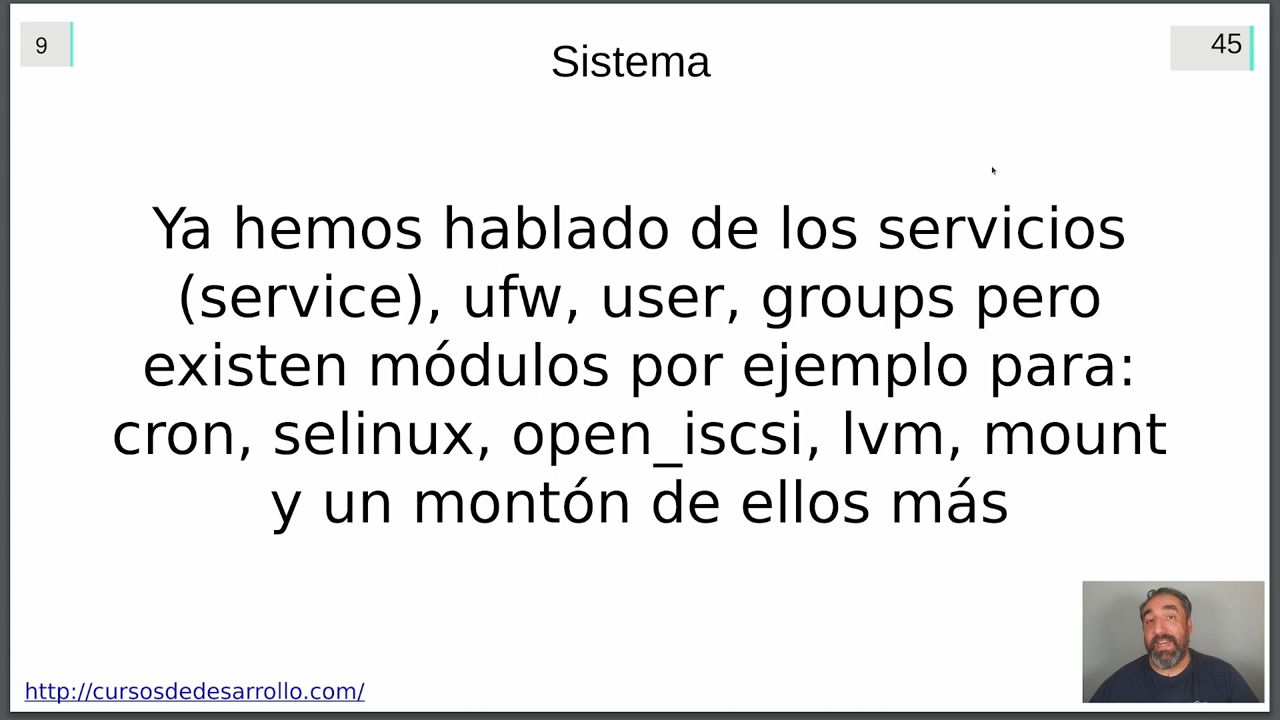 9
Sistema
45
Ya hemos hablado de los servicios
(service), ufw, user, groups pero
existen módulos por ejemplo para:
cron, selinux, open_iscsi, lvm, mount
y un montón de ellos más
http://cursosdedesarrollo.com/